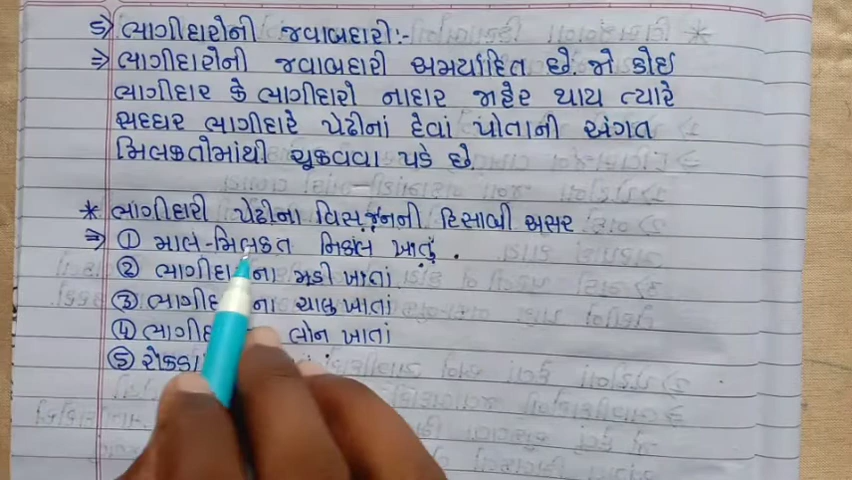 ક) ભાગીદારોની જવાબદારી:-
⇒ ભાગીદારોની જવાબદારી અમર્યાદિત છે. જો કોઈ
ભાગીદાર કે ભાગીદારો નાદાર જાહેર થાય ત્યારે
સધ્ધર ભાગીદારે પેઢીનાં દેવાં પોતાની અંગત
મિલકતોમાંથી ચૂકવવા પડે છે.
* ભાગીદારી પેઢીના વિસર્જનની હિસાબી અસર
⇒ ① માલ-મિલકત નિકાલ ખાતું.
② ભાગીદા ના મૂડી ખાતાં
③ ભાગીદ ના ચાલુ ખાતાં
④ ભાગી લોન ખાતાં
⑤ રોકડ